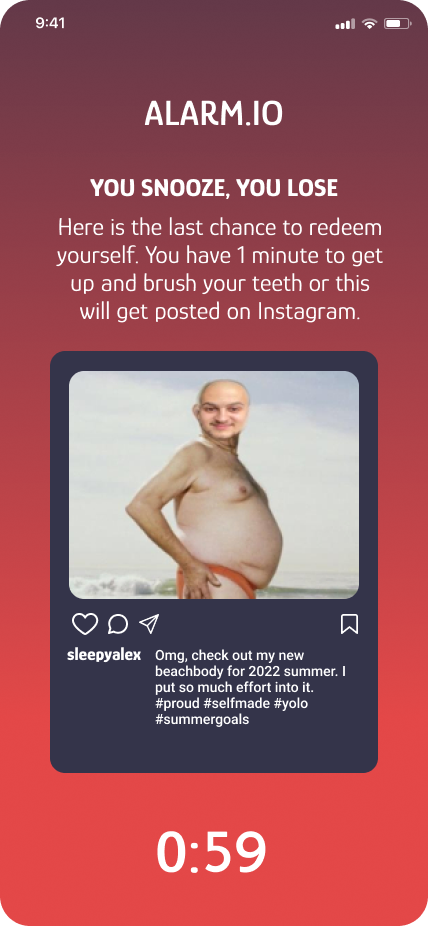 9:41
ALARM.IO
YOU SNOOZE, YOU LOSE
Here is the last chance to redeem
yourself. You have 1 minute to get
up and brush your teeth or this
will get posted on Instagram.
sleepyalex
Omg, check out my new
beachbody for 2022 summer. I
put so much effort into it.
#proud #selfmade #yolo
#summergoals
0:59